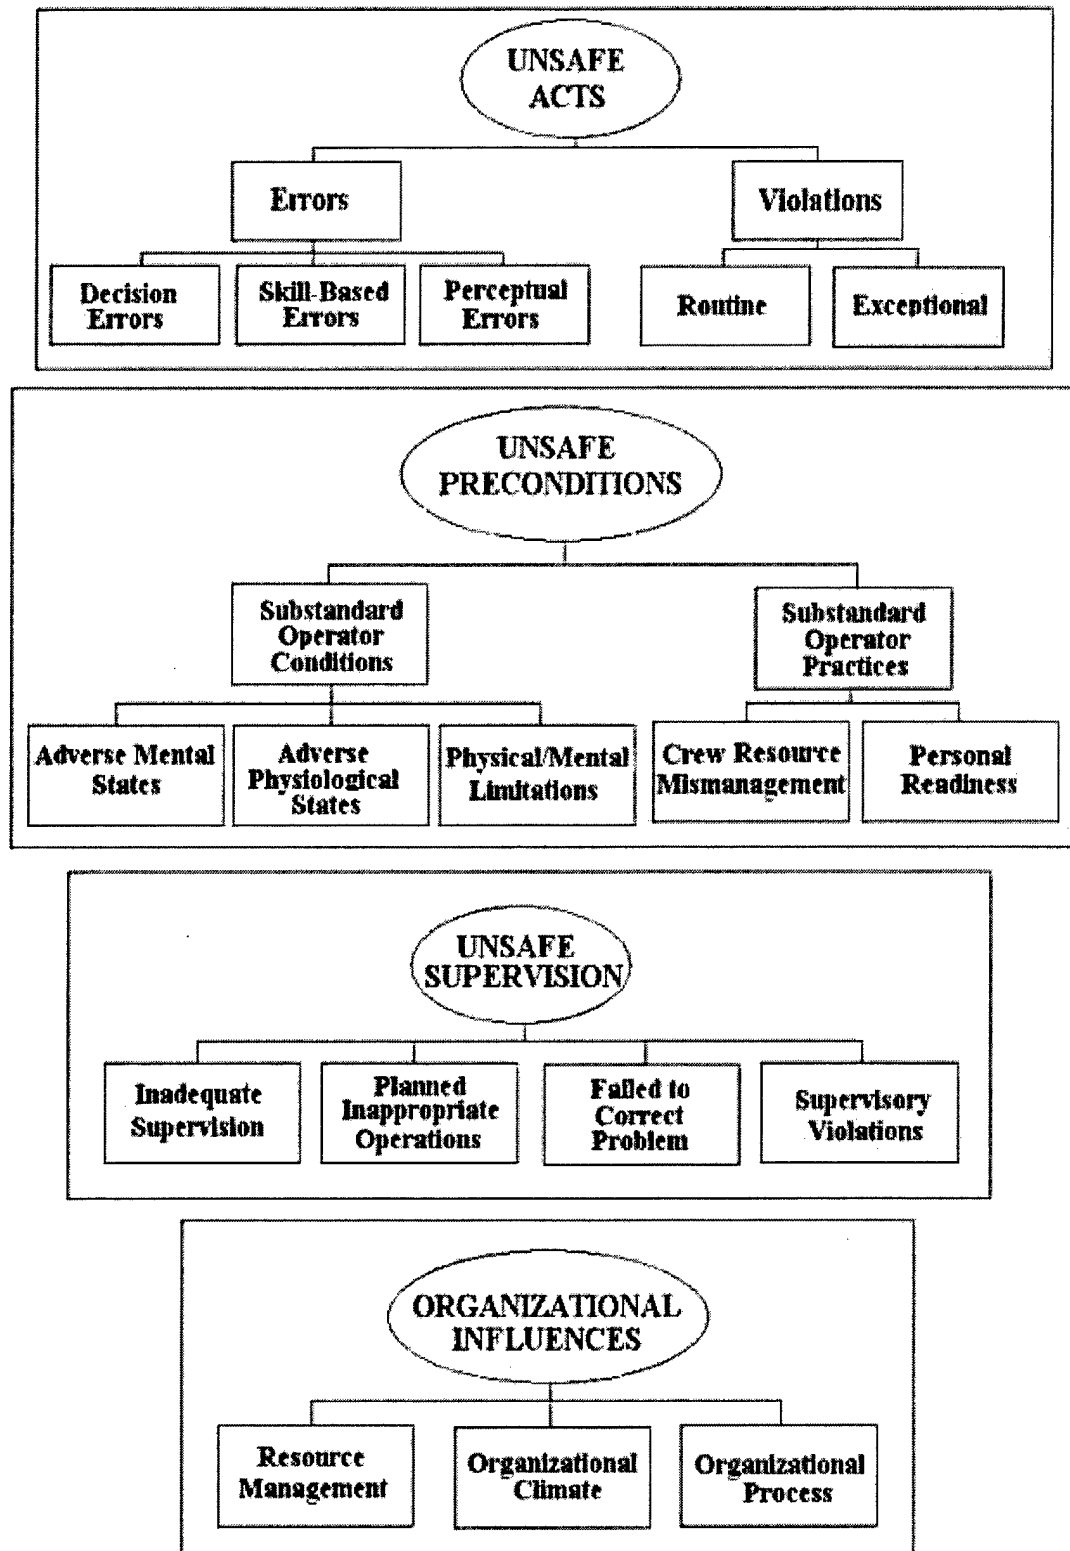 UNSAFE
ACTS
Errors
Violations
Decision
Errors
Skill-Based
Errors
Perceptual
Errors
Routine
Exceptional
UNSAFE
PRECONDITIONS
Substandard
Operator
Conditions
Substandard
Operator
Practices
Adverse Mental
States
Adverse
Physiological
States
Physical/Mental
Limitations
Crew Resource
Mismanagement
Personal
Readiness
UNSAFE
SUPERVISION
Inadequate
Supervision
Planned
Inappropriate
Operations
Failed to
Correct
Problem
Supervisory
Violations
ORGANIZATIONAL
INFLUENCES
Resource
Management
Organizational
Climate
Organizational
Process